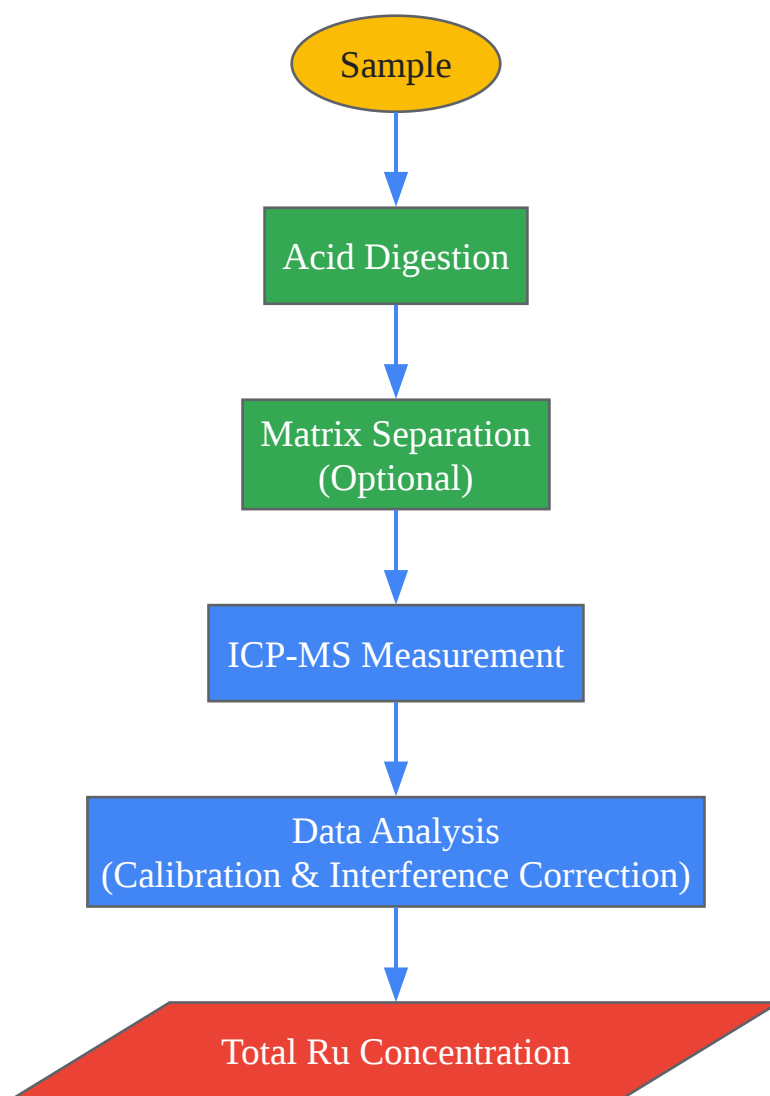 Sample
Acid Digestion
Matrix Separation
(Optional)
ICP-MS Measurement
Data Analysis
(Calibration & Interference Correction)
Total Ru Concentration